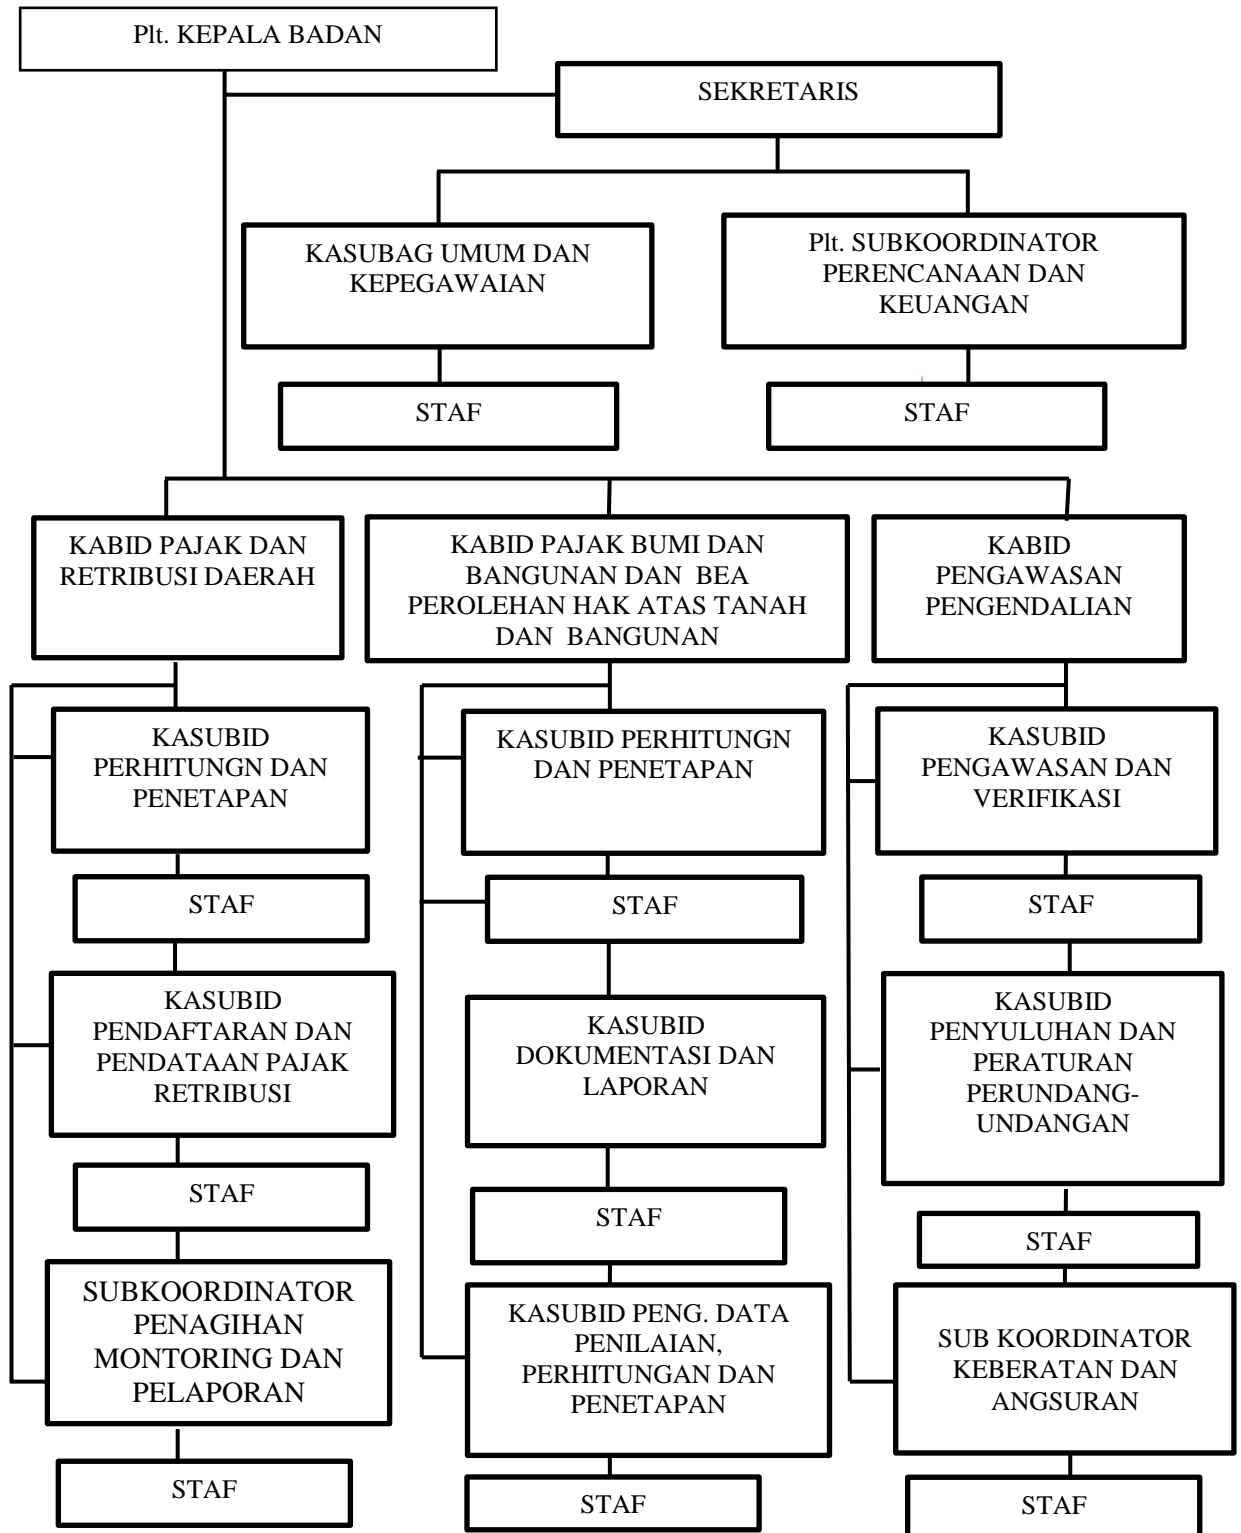 Plt. KEPALA BADAN
SEKRETARIS
KASUBAG UMUM DAN
KEPEGAWAIAN
Plt. SUBKOORDINATOR
PERENCANAAN DAN
KEUANGAN
STAF
STAF
KABID PAJAK DAN
RETRIBUSI DAERAH
KABID PAJAK BUMI DAN
BANGUNAN DAN BEA
PEROLEHAN HAK ATAS TANAH
DAN BANGUNAN
KABID
PENGAWASAN
PENGENDALIAN
KASUBID
PERHITUNGN DAN
PENETAPAN
KASUBID PERHITUNGN
DAN PENETAPAN
KASUBID
PENGAWASAN DAN
VERIFIKASI
STAF
STAF
STAF
KASUBID
PENDAFTARAN DAN
PENDATAAN PAJAK
RETRIBUSI
KASUBID
DOKUMENTASI DAN
LAPORAN
KASUBID
PENYULUHAN DAN
PERATURAN
PERUNDANG-
UNDANGAN
STAF
STAF
STAF
SUBKOORDINATOR
PENAGIHAN
MONTORING DAN
PELAPORAN
KASUBID PENG. DATA
PENILAIAN,
PERHITUNGAN DAN
PENETAPAN
SUB KOORDINATOR
KEBERATAN DAN
ANGSURAN
STAF
STAF
STAF